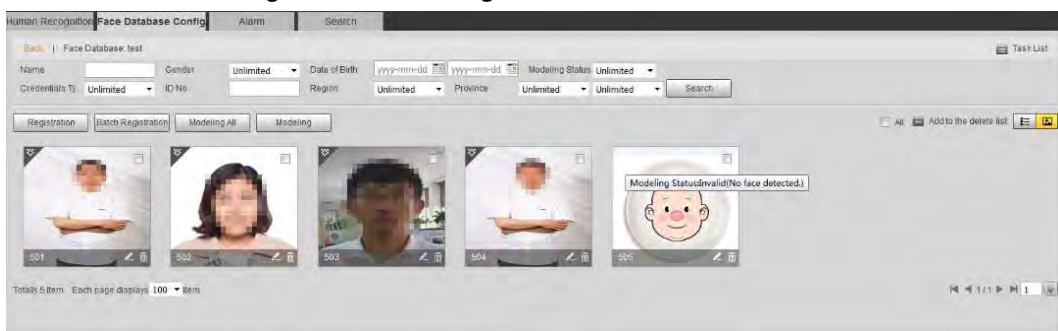 Human Recognition Face Database Config Alarm Search
Back | Face Database: test Task List
Name Gender Unlimited Date of Birth yyyy-mm-dd yyyy-mm-dd Modeling Status Unlimited
Credentials Ty Unlimited ID No. Region Unlimited Province Unlimited Unlimited Search
Registration Batch Registration Modeling All Modeling All Add to the delete list
Modeling Status:Invalid(No face detected.)
501 502 503 504 505
Totally 5 Item Each page displays 100 Item 1/1 1